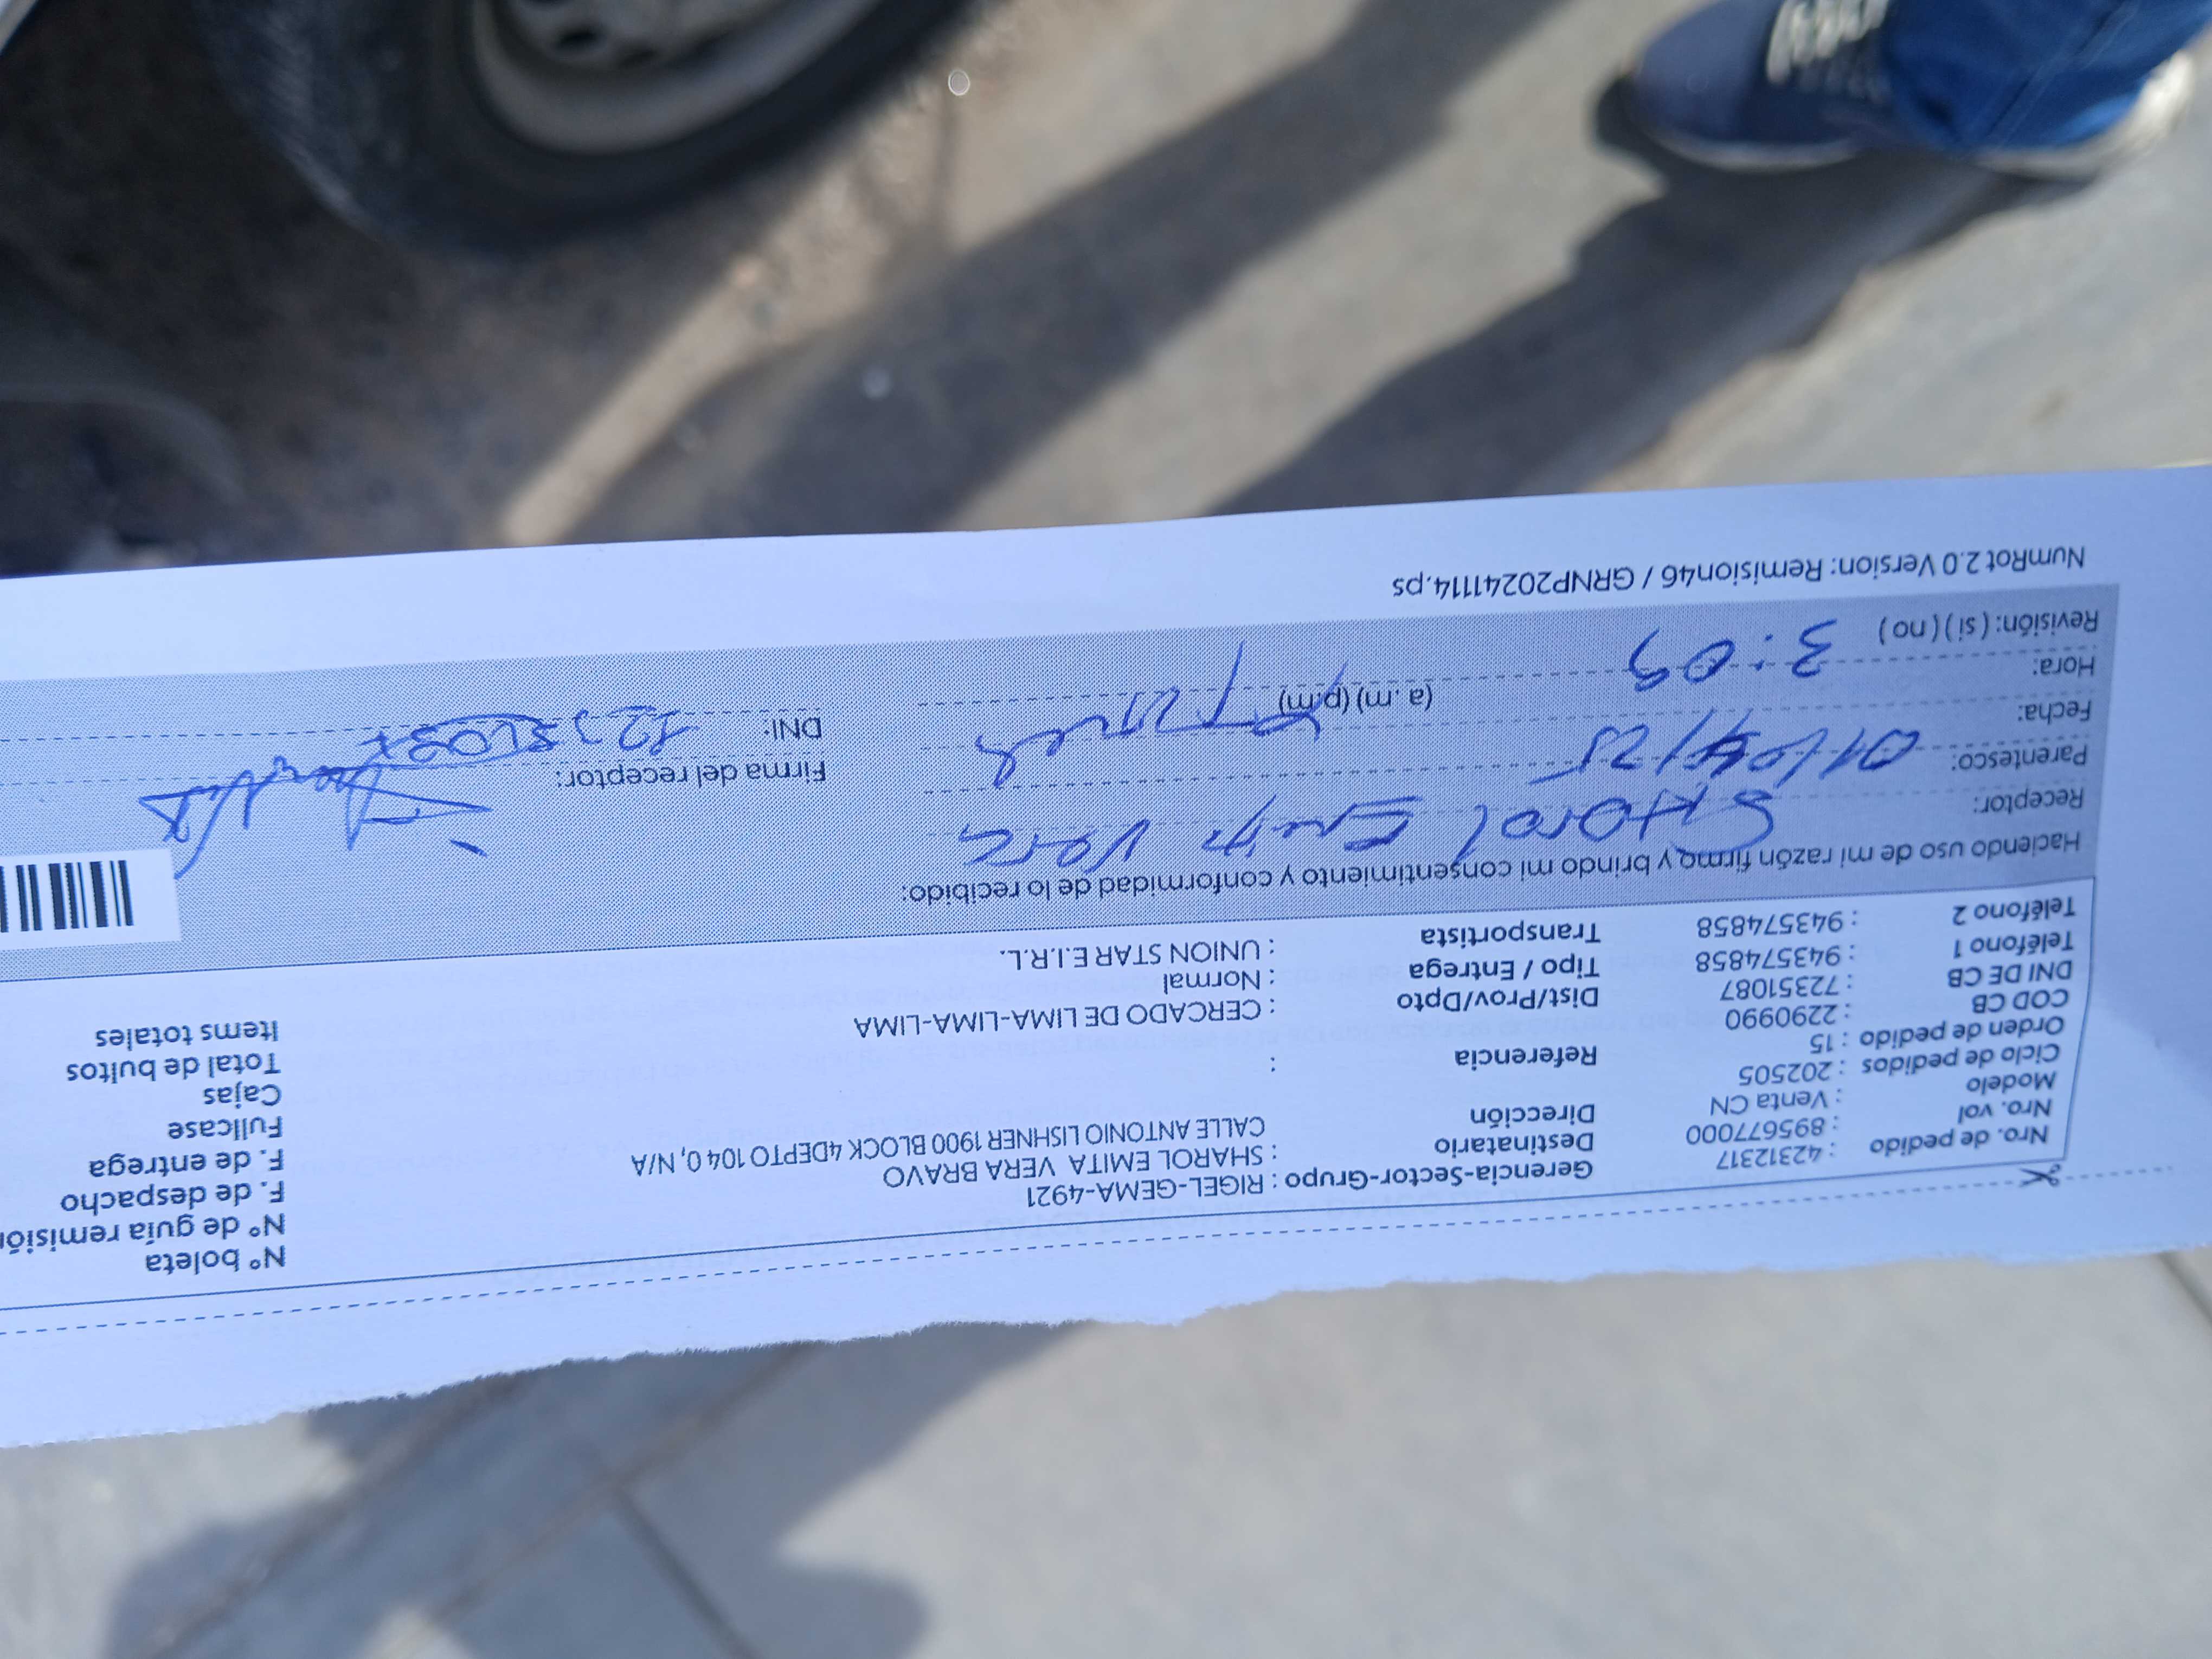 Nº boleta
Nro. de pedido : 42312317 Gerencia-Sector-Grupo : RIGEL-GEMA-4921 Nº de guía remisión
Nro. vol : 895677000 Destinatario : SHAROL EMITA VERA BRAVO F. de despacho
Modelo : Venta CN Dirección CALLE ANTONIO LISHNER 1900 BLOCK 4DEPTO 104 0, N/A F. de entrega
Ciclo de pedidos : 202505 Fullcase
Orden de pedido : 15 Referencia : Cajas
COD CB : 2290990 Total de bultos
DNI DE CB : 72351087 Dist/Prov/Dpto : CERCADO DE LIMA-LIMA-LIMA Items totales
Teléfono 1 : 943574858 Tipo / Entrega : Normal
Teléfono 2 : 943574858 Transportista : UNION STAR E.I.R.L.
Haciendo uso de mi razón firmo y brindo mi consentimiento y conformidad de lo recibido:
Receptor: Vera
Parentesco: Firma del receptor:
Fecha: 01/04/25 DNI:
Hora: 3:09 (a. m) (p.m)
Revisión: ( si ) ( no )
NumRot 2.0 Version: Remision46 / GRNP20241114.ps